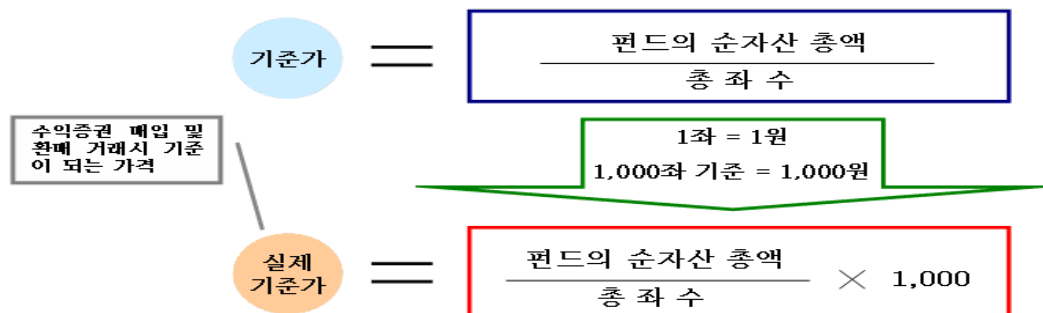 기준가
펀드의 순자산 총액
총 좌 수
수익증권 매입 및
환매 거래시 기준
이 되는 가격
1좌 = 1원
1,000좌 기준 = 1,000원
실제
기준가
펀드의 순자산 총액
총 좌 수
× 1,000